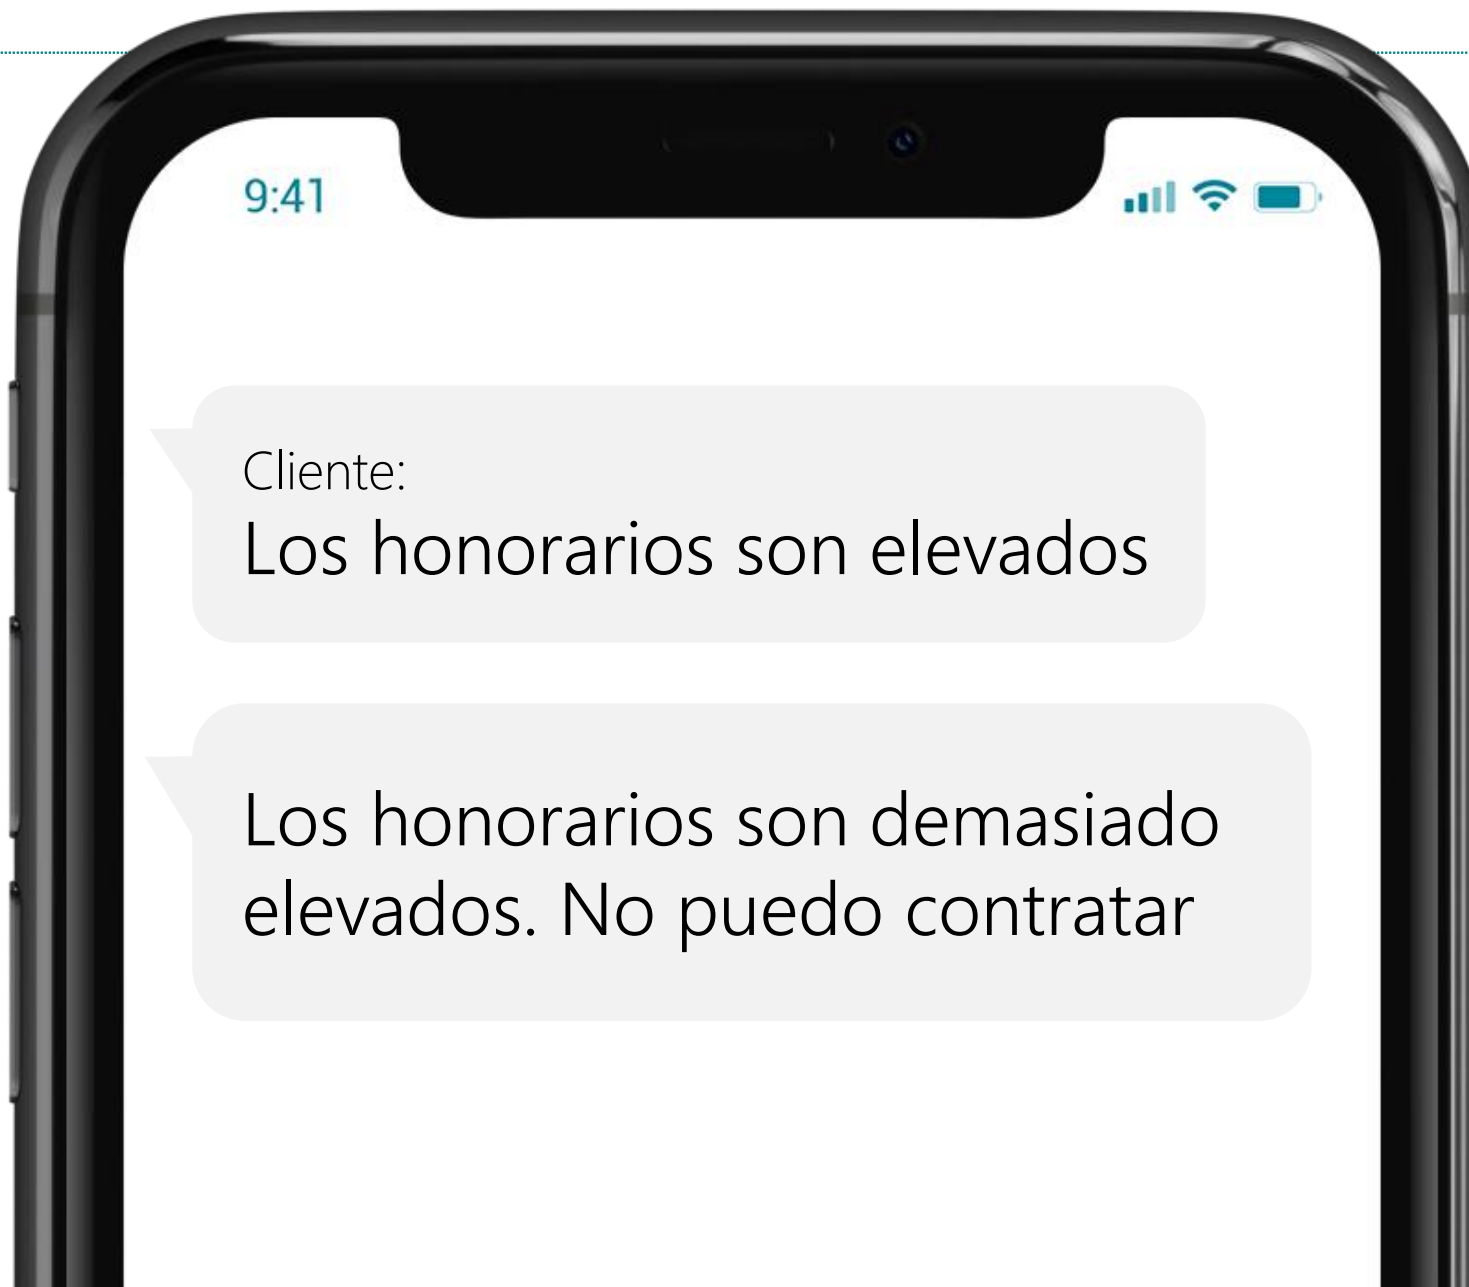 9:41
Cliente:
Los honorarios son elevados
Los honorarios son demasiado
elevados. No puedo contratar